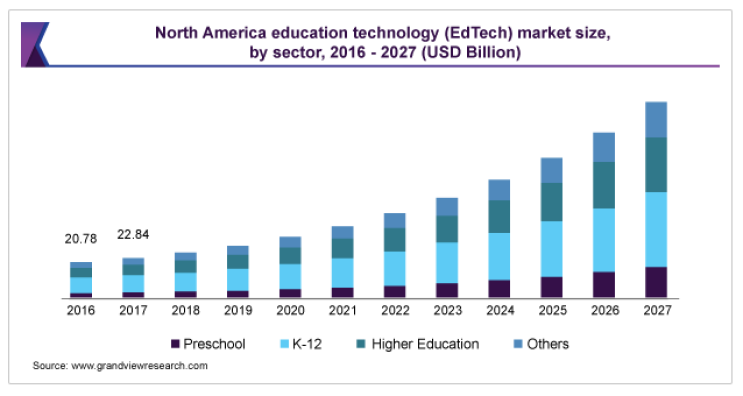 North America education technology (EdTech) market size,
by sector, 2016 - 2027 (USD Billion)
20.78 22.84
2016 2017 2018 2019 2020 2021 2022 2023 2024 2025 2026 2027
Preschool K-12 Higher Education Others
Source: www.grandviewresearch.com